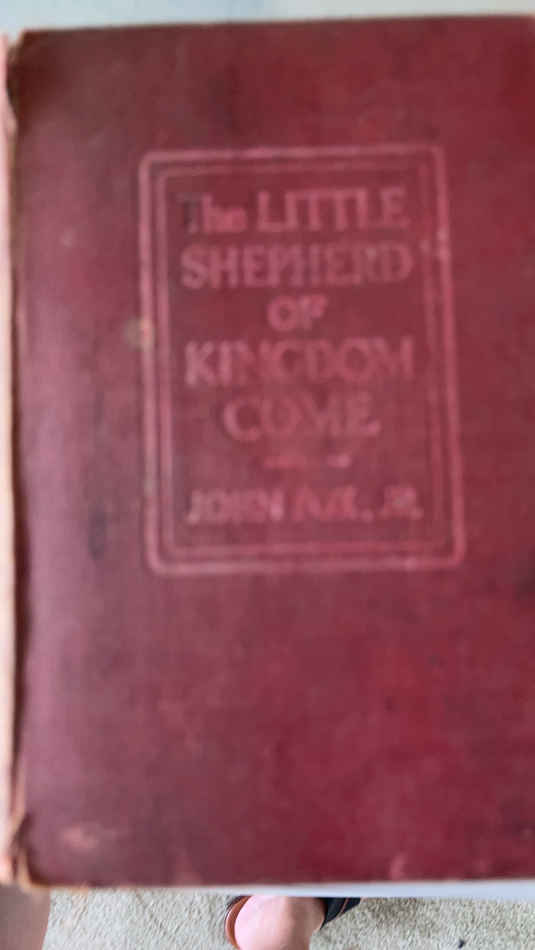 The LITTLE
SHEPHERD
OF
KINGDOM
COME
JOHN FOX, JR.